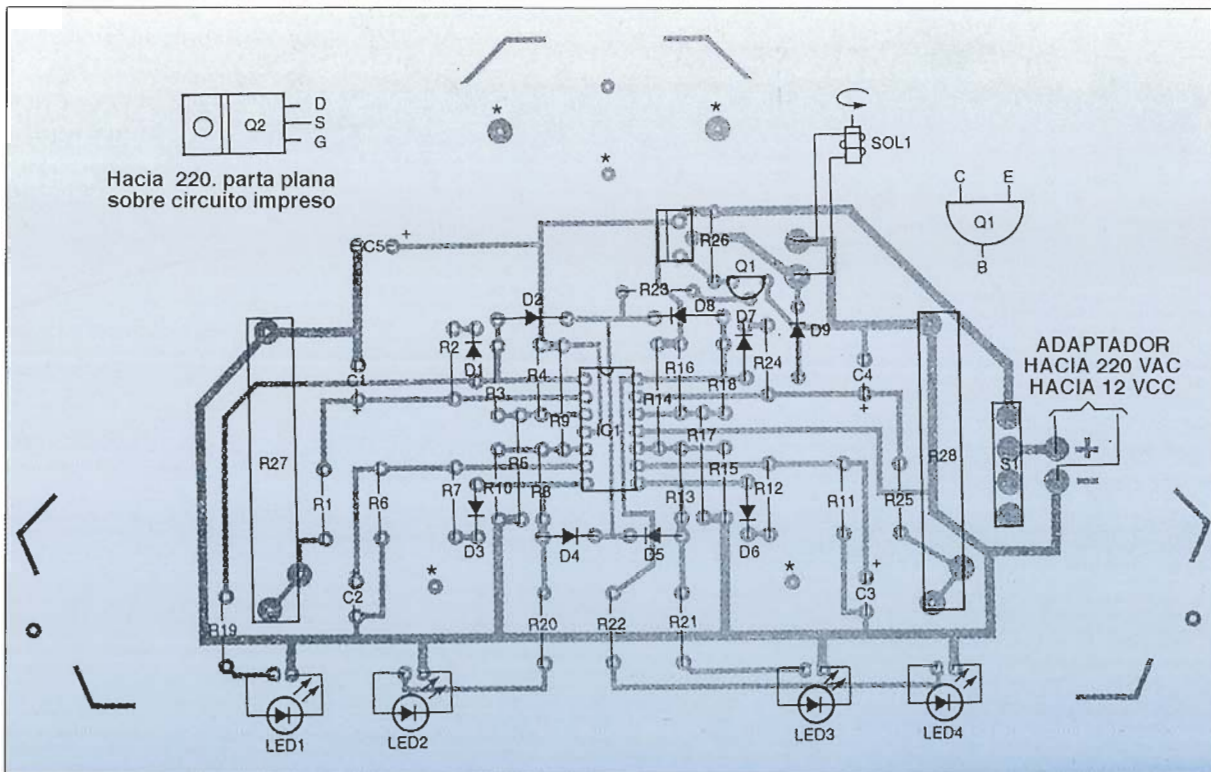 D
Q2
S
G
Hacia 220. parta plana
sobre circuito impreso
*
*
*
SOL1
C
E
Q1
B
C5
+
R26
Q1
R23
D2
D8
D7
D9
R2
D1
R4
R16
R18
R24
C1
+
R3
R14
C4
+
ADAPTADOR
HACIA 220 VAC
HACIA 12 VCC
R9
IC1
R17
R27
R5
R15
R28
S1
+
−
R1
R6
R7
R10
R8
R13
R12
R11
R25
D3
D4
D5
D6
*
*
C2
C3
+
R19
R20
R22
R21
LED1
LED2
LED3
LED4